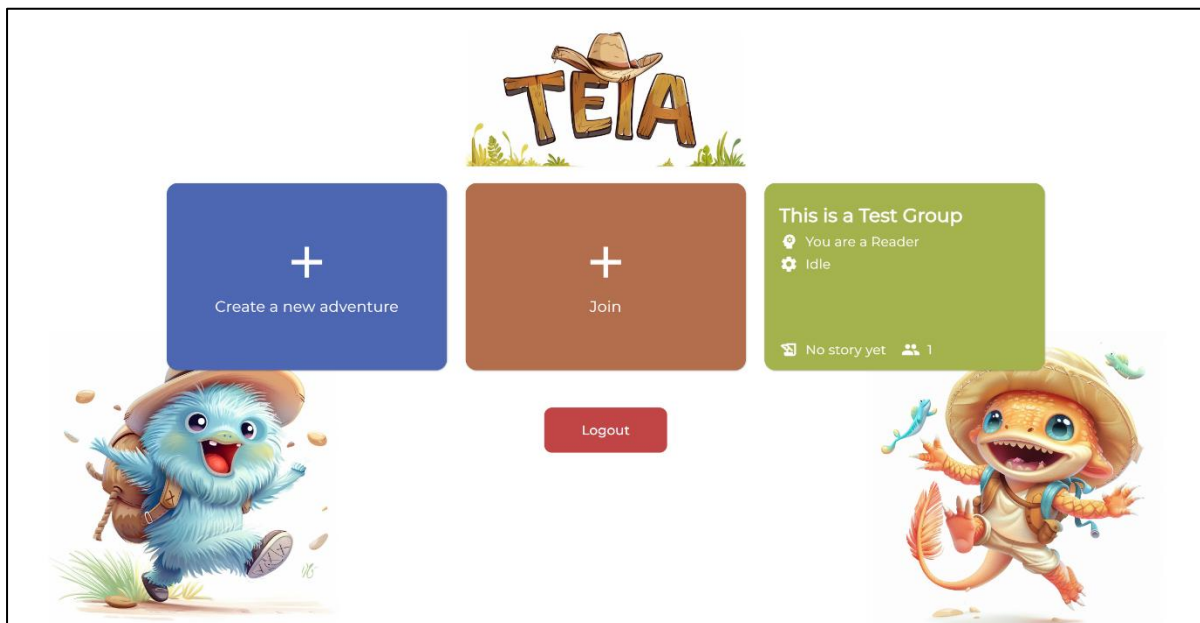 TEIA
Create a new adventure
Join
This is a Test Group
You are a Reader
Idle
No story yet 1
Logout